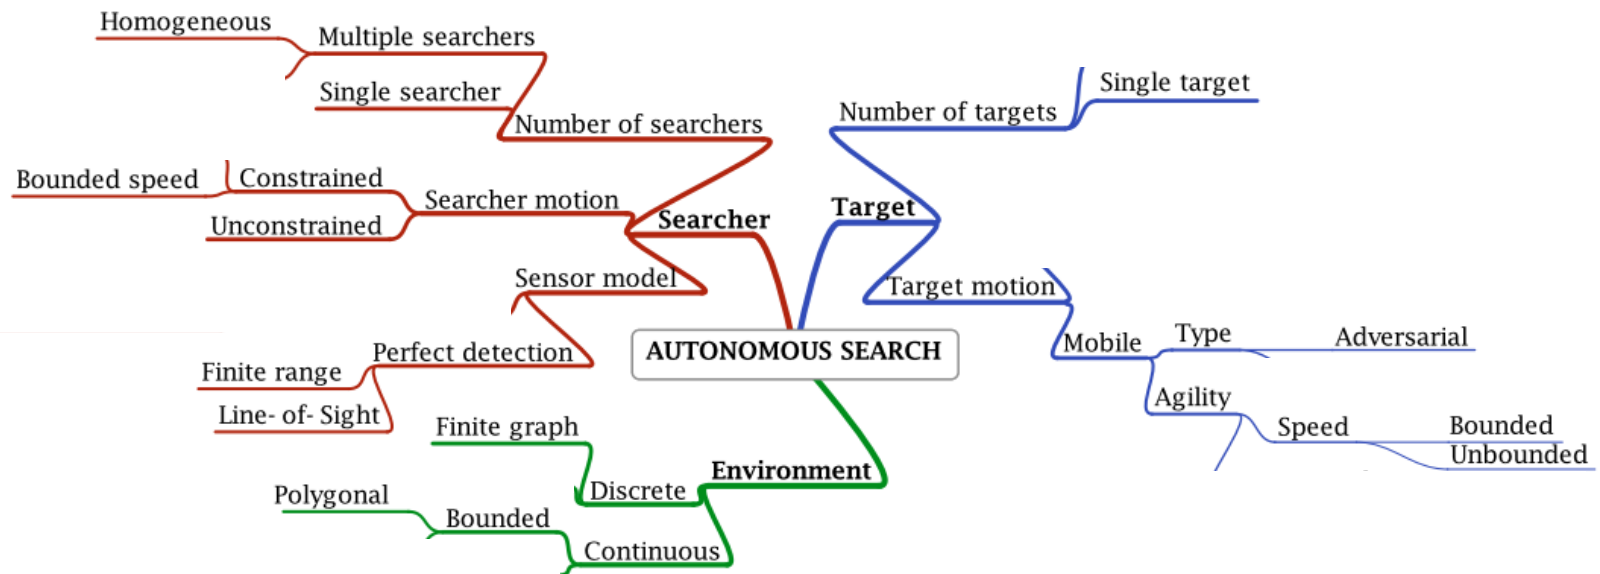 Homogeneous
Multiple searchers
Single searcher
Number of searchers
Bounded speed
Constrained
Unconstrained
Searcher motion
Searcher
Sensor model
Perfect detection
Finite range
Line- of- Sight
Number of targets
Single target
Target
Target motion
Mobile
Type
Adversarial
Agility
Speed
Bounded
Unbounded
AUTONOMOUS SEARCH
Environment
Finite graph
Discrete
Polygonal
Bounded
Continuous